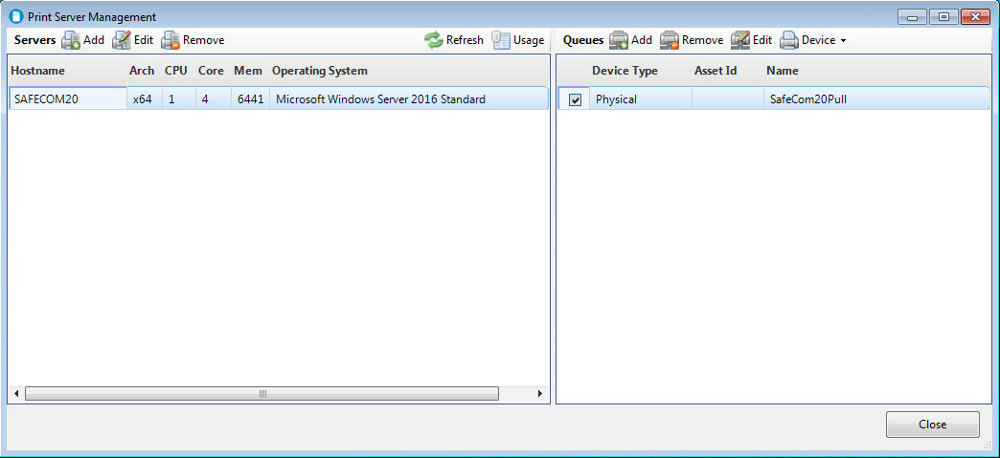 Print Server Management
Servers Add Edit Remove Refresh Usage Queues Add Remove Edit Device
Hostname Arch CPU Core Mem Operating System Device Type Asset Id Name
SAFECOM20 x64 1 4 6441 Microsoft Windows Server 2016 Standard Physical SafeCom20Pull
Close